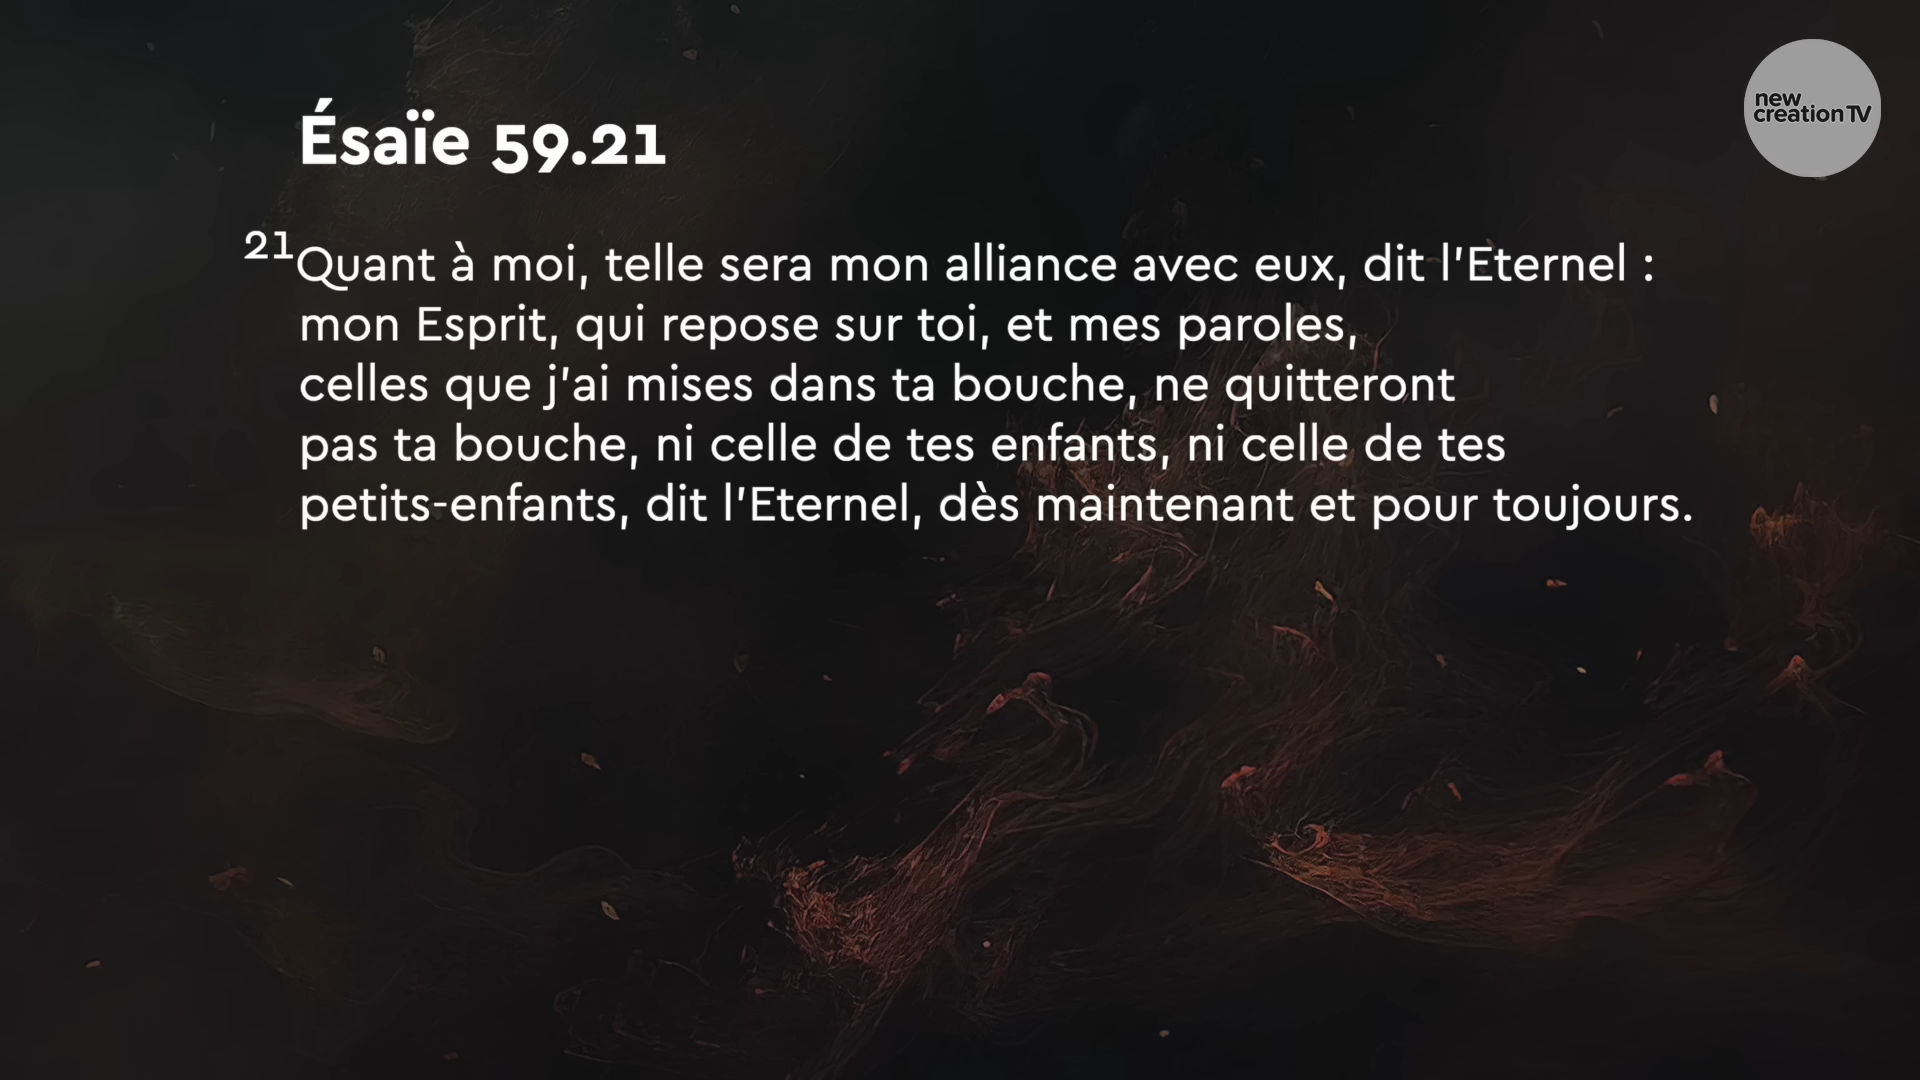 new
creationTV
Ésaïe 59.21
21Quant à moi, telle sera mon alliance avec eux, dit l’Eternel :
mon Esprit, qui repose sur toi, et mes paroles,
celles que j’ai mises dans ta bouche, ne quitteront
pas ta bouche, ni celle de tes enfants, ni celle de tes
petits-enfants, dit l’Eternel, dès maintenant et pour toujours.